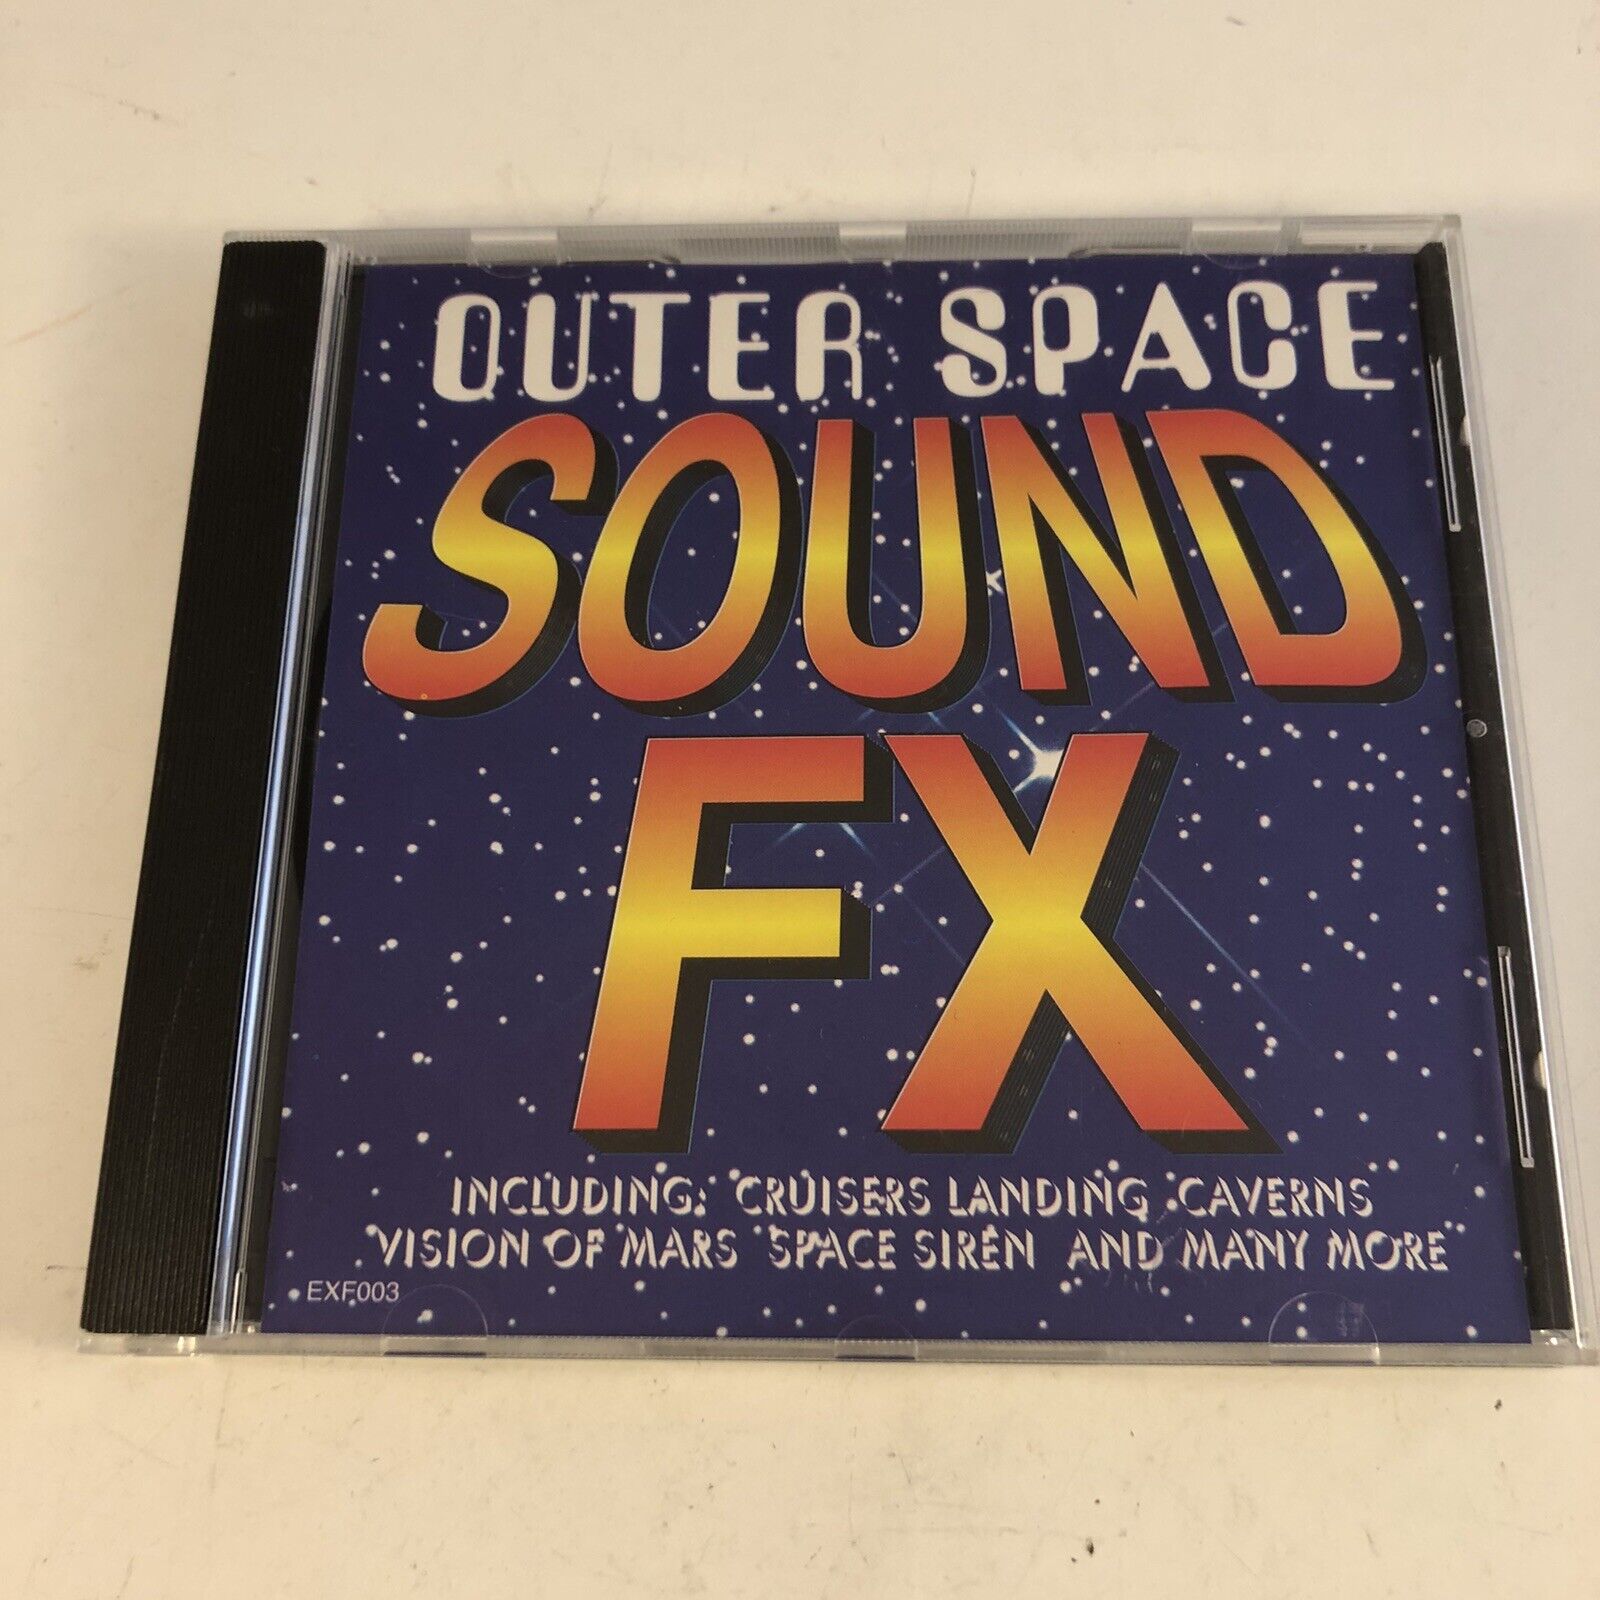 OUTER SPACE
SOUND
FX
INCLUDING: CRUISERS LANDING CAVERNS
VISION OF MARS SPACE SIREN AND MANY MORE
EXF003